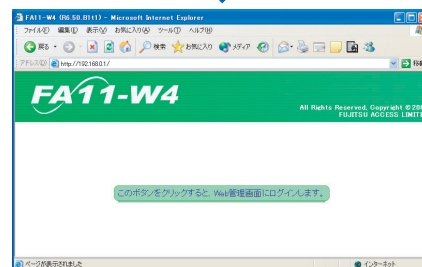 FA11-W4 (R6.50.B1t1) - Microsoft Internet Explorer
ファイル(F) 編集(E) 表示(V) お気に入り(A) ツール(T) ヘルプ(H)
戻る 検索 お気に入り メディア
アドレス(D) http://192.168.0.1/ 移動
FA11-W4
All Rights Reserved, Copyright © 200
FUJITSU ACCESS LIMITE
このボタンをクリックすると、Web管理画面にログインします。
ページが表示されました インターネット